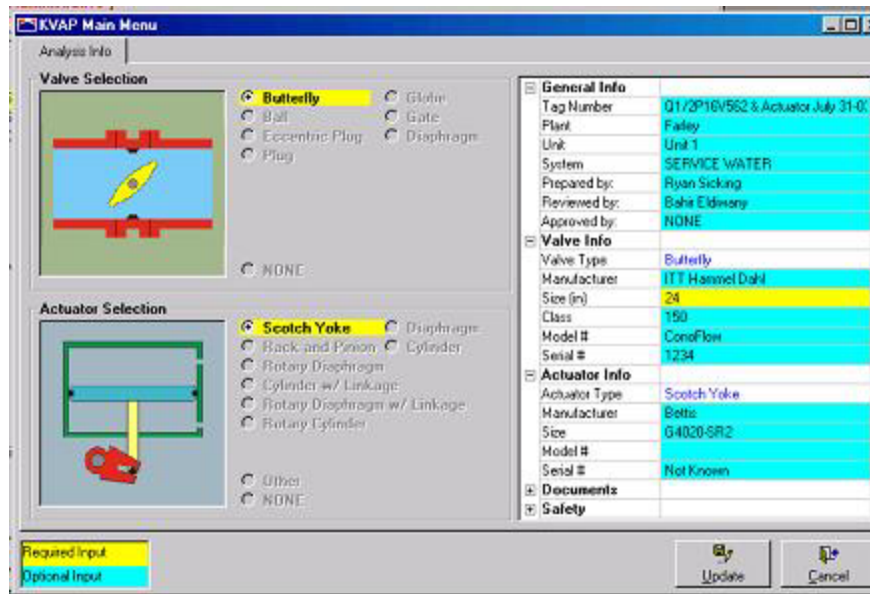 KVAP Main Menu
Analysis Info
Valve Selection
Butterfly
Globe
Ball
Gate
Eccentric Plug
Diaphragm
Plug
NONE
Actuator Selection
Scotch Yoke
Diaphragm
Rack and Pinion
Cylinder
Rotary Diaphragm
Cylinder w/ Linkage
Rotary Diaphragm w/ Linkage
Rotary Cylinder
Other
NONE
General Info
Tag Number Q1/2P16V562 & Actuator July 31-0
Plant Farley
Unit Unit 1
System SERVICE WATER
Prepared by: Ryan Sicking
Reviewed by: Bahir Eldiwany
Approved by: NONE
Valve Info
Valve Type Butterfly
Manufacturer ITT Hammel Dahl
Size (in) 24
Class 150
Model # ConoFlow
Serial # 1234
Actuator Info
Actuator Type Scotch Yoke
Manufacturer Bettis
Size G4020-SR2
Model #
Serial # Not Known
Documents
Safety
Required Input
Optional Input
Update
Cancel